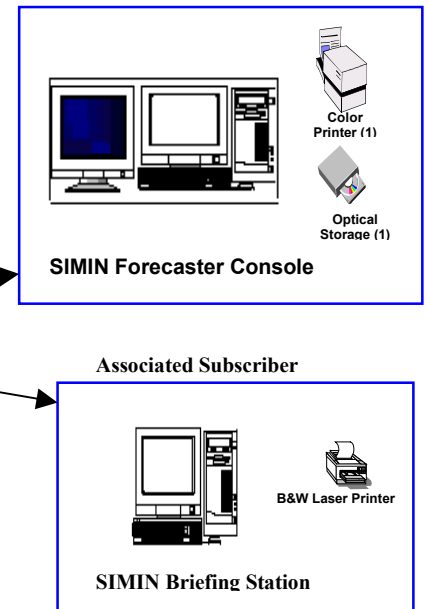 Color
Printer (1)
Optical
Storage (1)
SIMIN Forecaster Console
Associated Subscriber
B&W Laser Printer
SIMIN Briefing Station